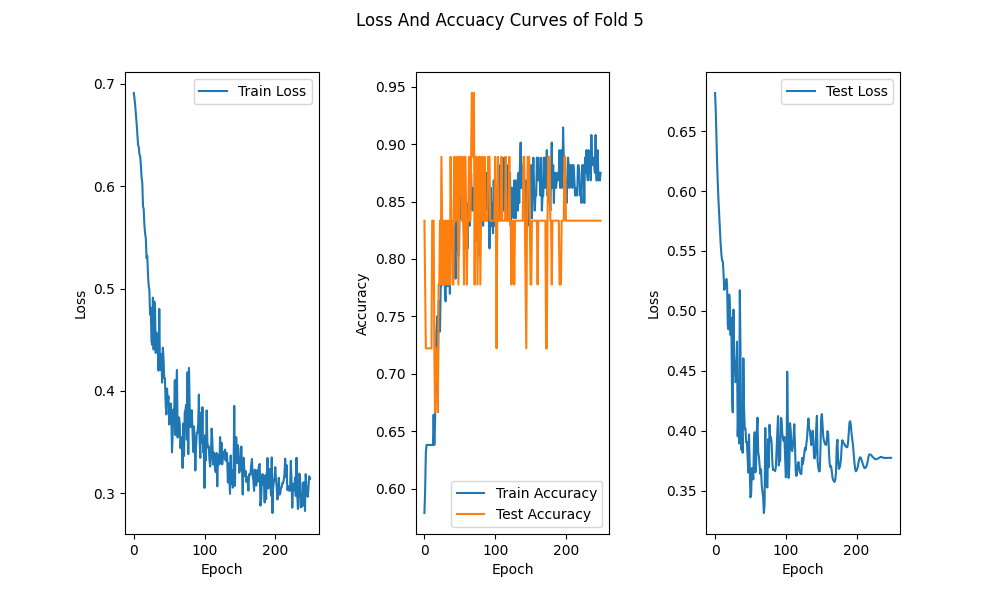 Loss And Accuacy Curves of Fold 5
Train Loss
0.7
0.6
0.5
0.4
0.3
Loss
0 100 200
Epoch
0.95
0.90
0.85
0.80
0.75
0.70
0.65
0.60
Accuracy
Train Accuracy
Test Accuracy
0 100 200
Epoch
Test Loss
0.65
0.60
0.55
0.50
0.45
0.40
0.35
Loss
0 100 200
Epoch